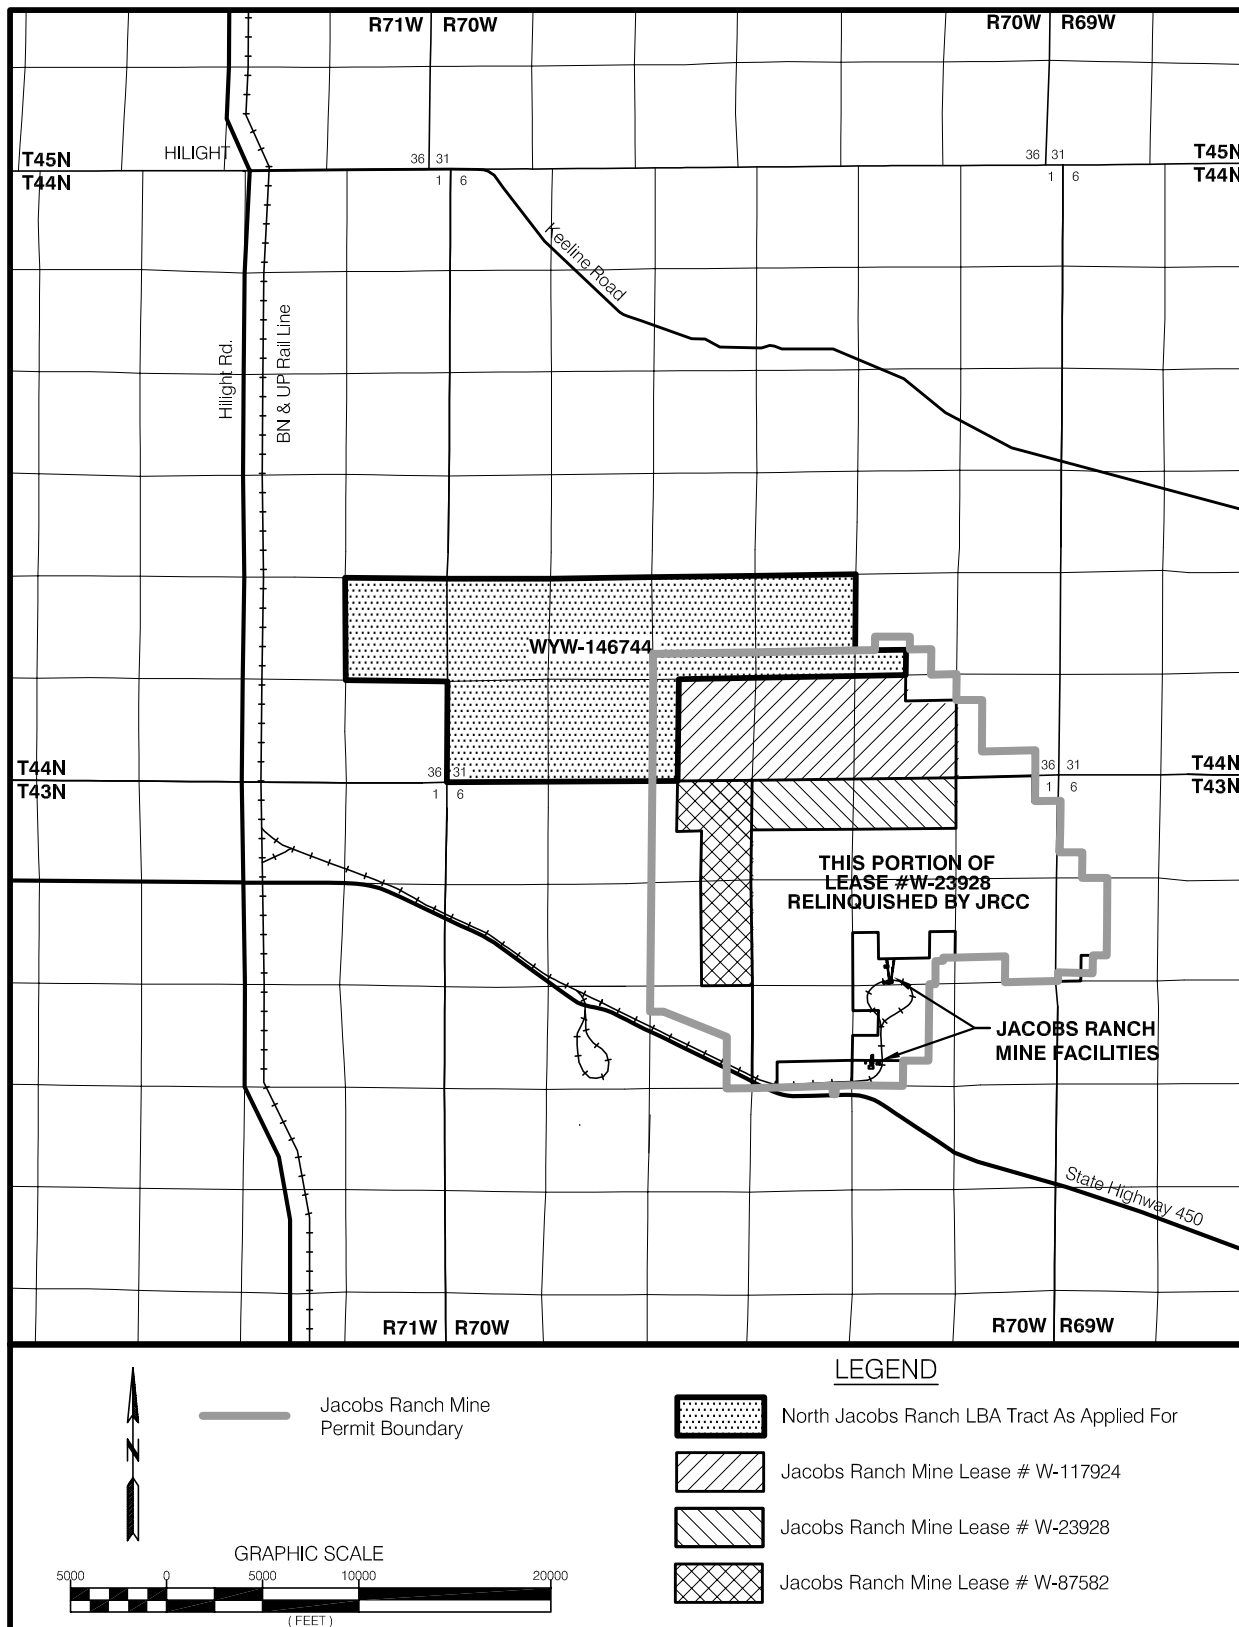 R71W R70W
R70W R69W
HILIGHT
36 31
36 31
T45N
T45N
T44N
T44N
1 6
1 6
Keeline Road
Hilight Rd.
BN & UP Rail Line
WYW-146744
T44N
36 31
36 31
T44N
T43N
1 6
1 6
T43N
THIS PORTION OF
LEASE #W-23928
RELINQUISHED BY JRCC
JACOBS RANCH
MINE FACILITIES
State Highway 450
R71W R70W
R70W R69W
LEGEND
Jacobs Ranch Mine
Permit Boundary
N
North Jacobs Ranch LBA Tract As Applied For
Jacobs Ranch Mine Lease # W-117924
Jacobs Ranch Mine Lease # W-23928
Jacobs Ranch Mine Lease # W-87582
GRAPHIC SCALE
5000 0 5000 10000 20000
( FEET )